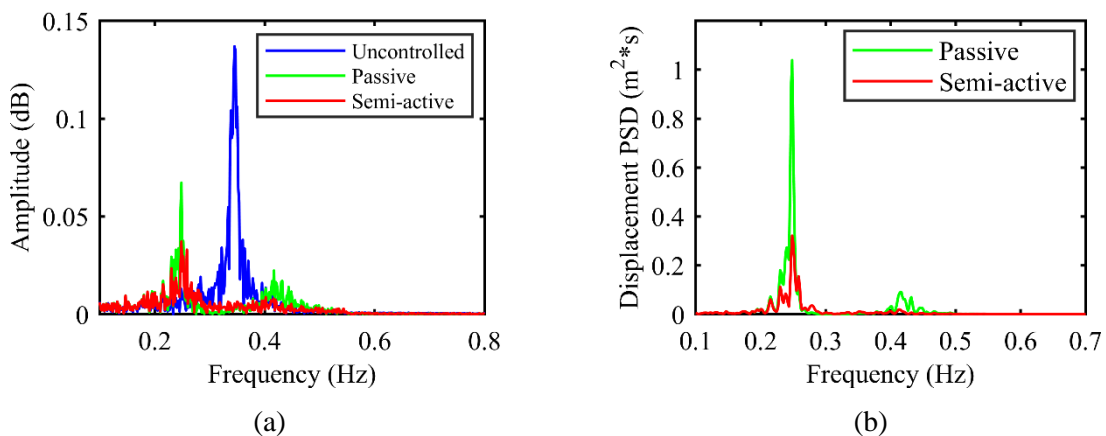 0.15
0.1
0.05
0
Amplitude (dB)
Uncontrolled
Passive
Semi-active
0.2
0.4
0.6
0.8
Frequency (Hz)
(a)
1
0.8
0.6
0.4
0.2
0
Displacement PSD (m²*s)
Passive
Semi-active
0.1
0.2
0.3
0.4
0.5
0.6
0.7
Frequency (Hz)
(b)